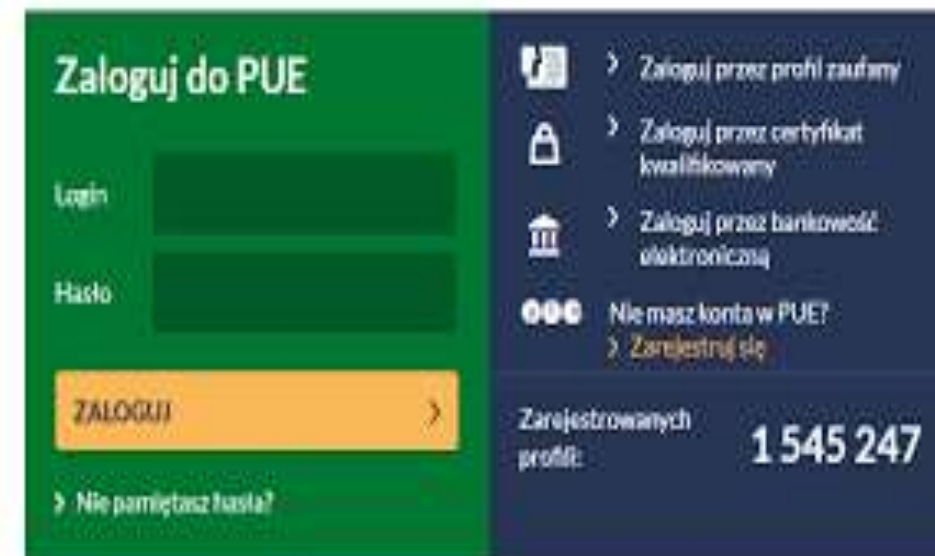 Zaloguj do PUE
Login
Hasło
ZALOGUJ
Nie pamiętasz hasła?
Zaloguj przez profil zaufany
Zaloguj przez certyfikat
kwalifikowany
Zaloguj przez bankowość
elektroniczną
Nie masz konta w PUE?
Zarejestruj się
Zarejestrowanych
profili:
1 545 247